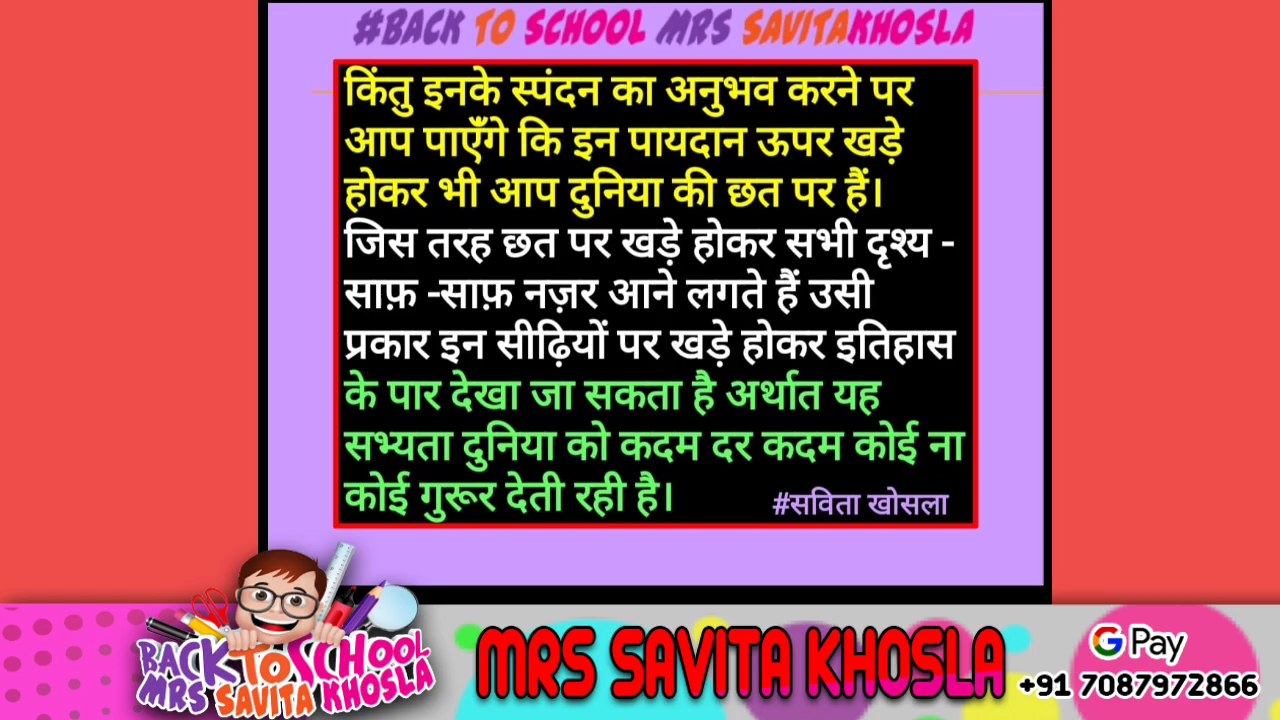 #BACK TO SCHOOL MRS SAVITAKHOSLA
किंतु इनके स्पंदन का अनुभव करने पर
आप पाएँगे कि इन पायदान ऊपर खड़े
होकर भी आप दुनिया की छत पर हैं।
जिस तरह छत पर खड़े होकर सभी दृश्य -
साफ़ -साफ़ नज़र आने लगते हैं उसी
प्रकार इन सीढ़ियों पर खड़े होकर इतिहास
के पार देखा जा सकता है अर्थात यह
सभ्यता दुनिया को कदम दर कदम कोई ना
कोई गुरूर देती रही है।
#सविता खोसला
BACK TO SCHOOL
MRS SAVITA KHOSLA
MRS SAVITA KHOSLA
G Pay
+91 7087972866